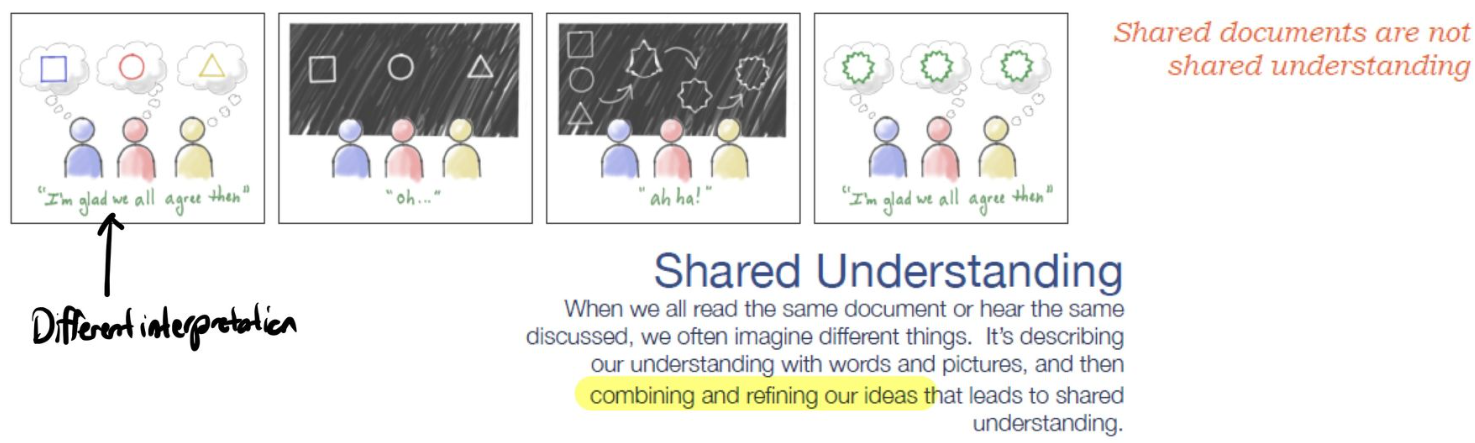 "I'm glad we all agree then"
"oh..."
"ah ha!"
"I'm glad we all agree then"
Shared documents are not
shared understanding
Different interpretation
Shared Understanding
When we all read the same document or hear the same
discussed, we often imagine different things. It's describing
our understanding with words and pictures, and then
combining and refining our ideas that leads to shared
understanding.